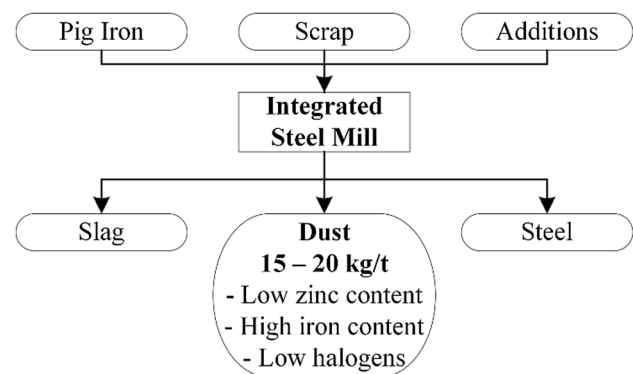 Pig Iron
Scrap
Additions
Integrated
Steel Mill
Slag
Dust
15 – 20 kg/t
- Low zinc content
- High iron content
- Low halogens
Steel